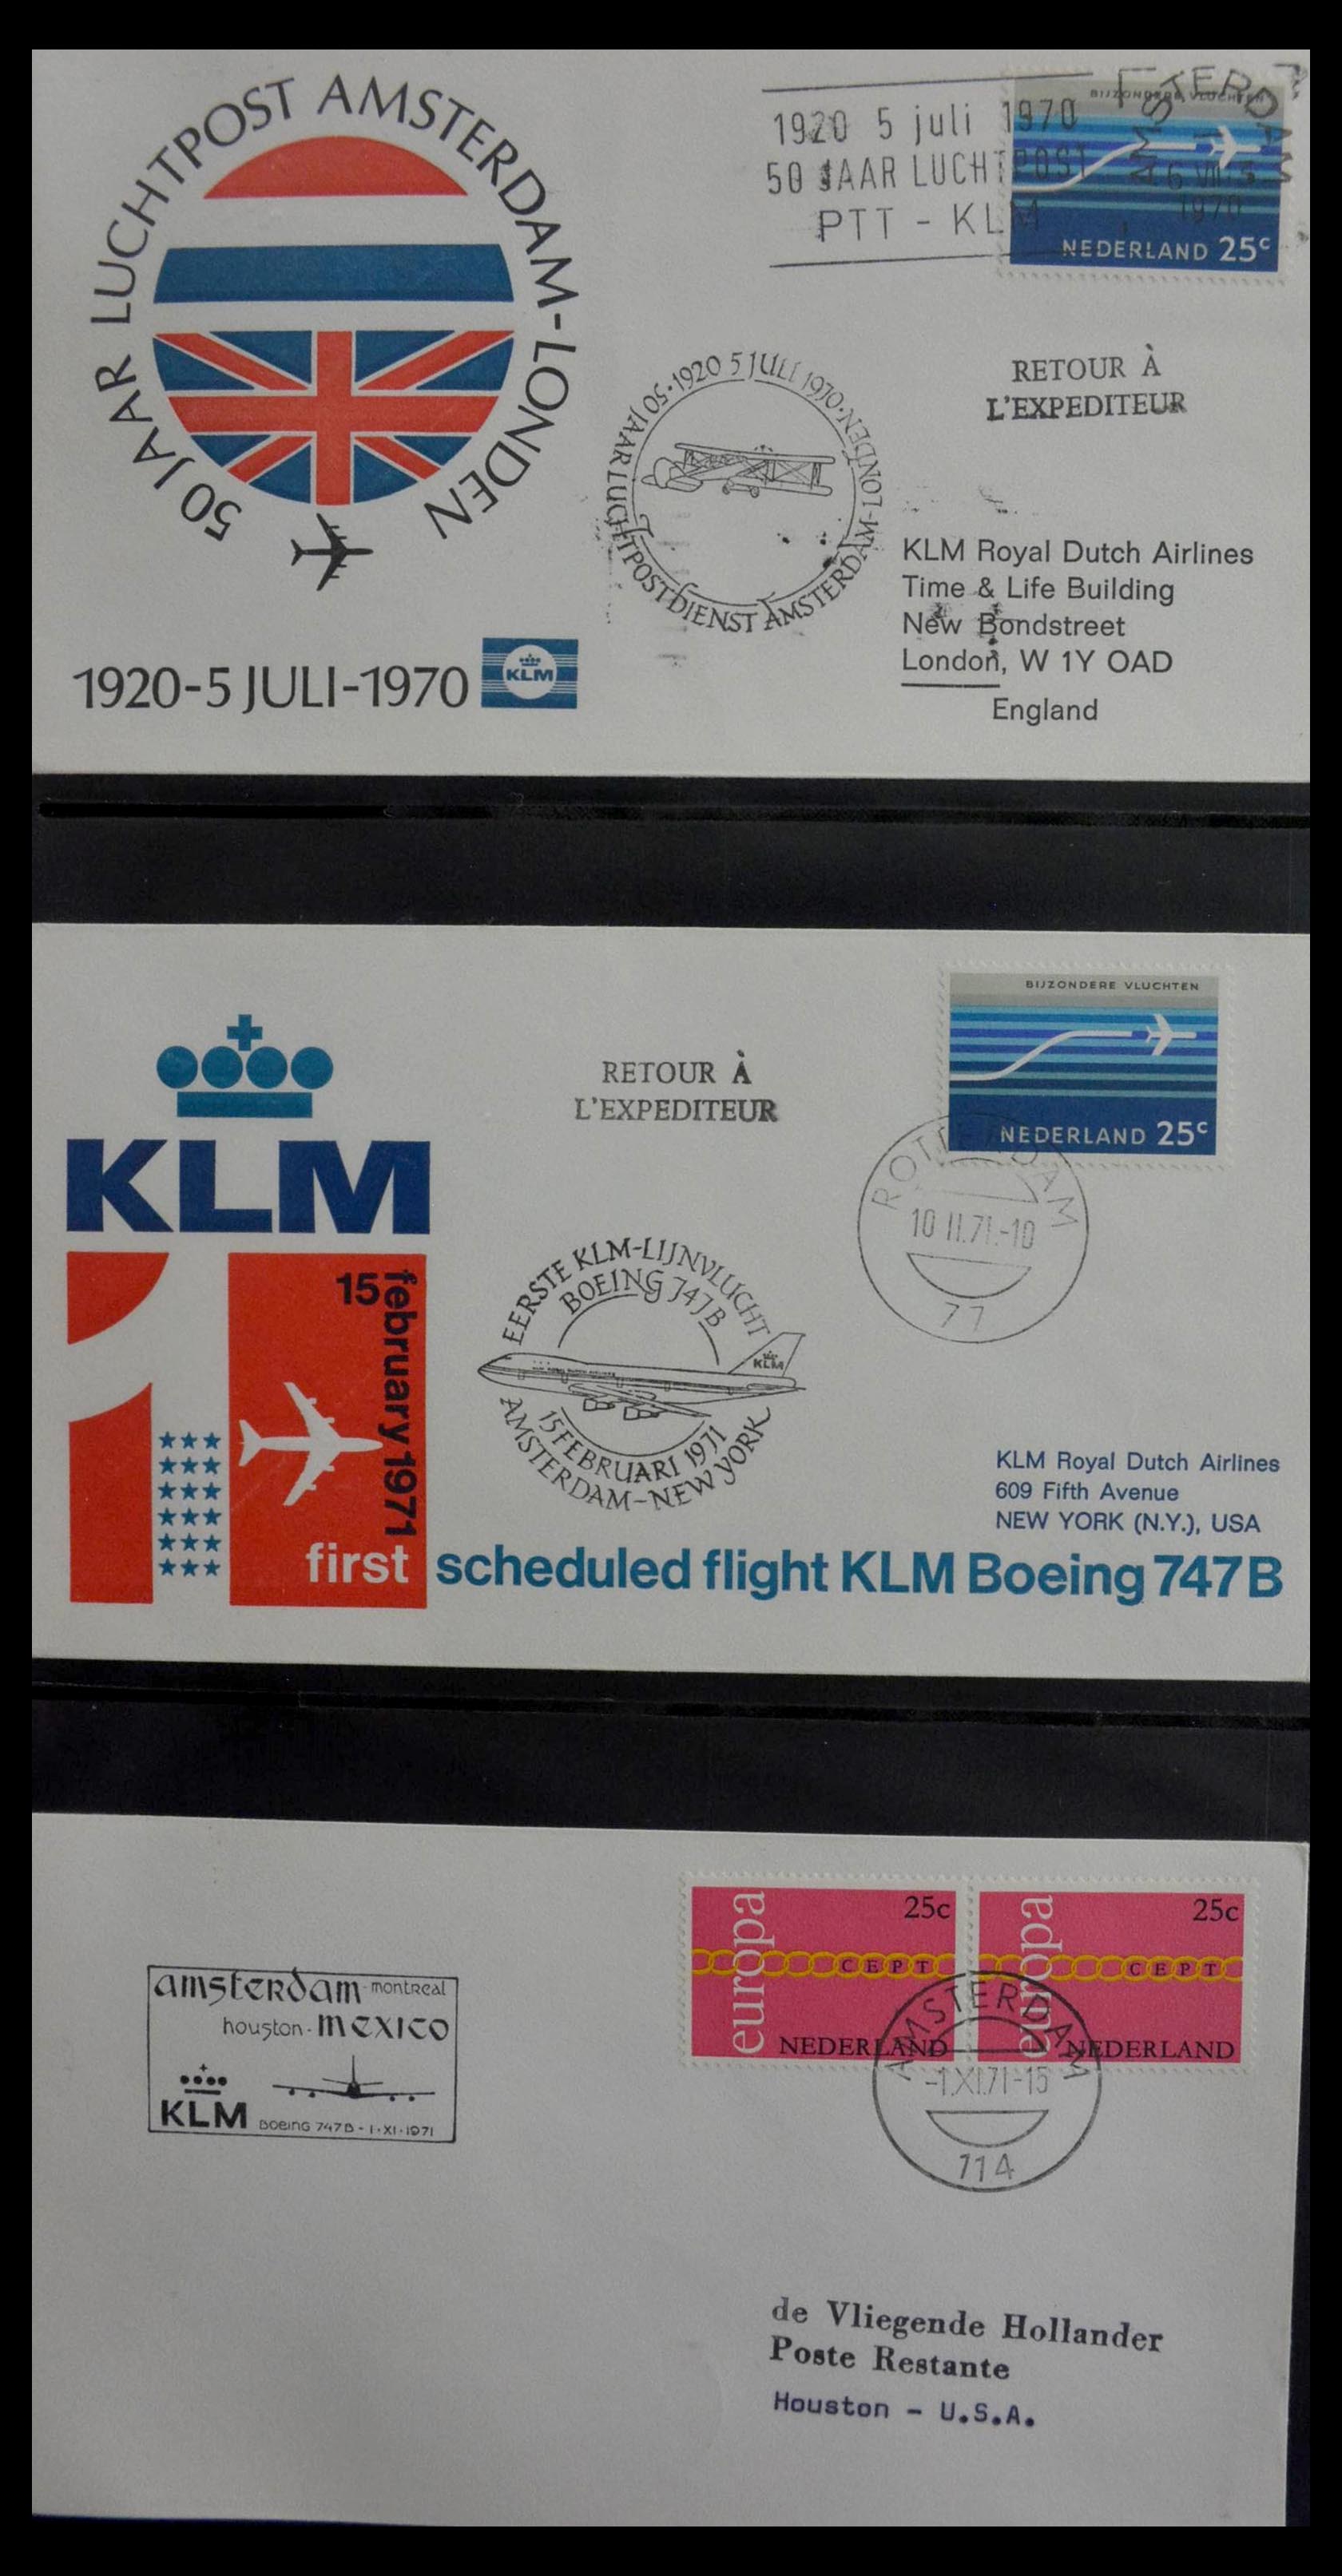 50 JAAR LUCHTPOST AMSTERDAM-LONDEN
1920-5 JULI-1970
KLM
1920 5 juli 1970
50 JAAR LUCHTPOST
PTT - KLM
BIJZONDERE VLUCHTEN
NEDERLAND 25c
AMSTERDAM
1970
50 JAAR LUCHTPOSTDIENST AMSTERDAM-LONDEN·1920 5 JULI 1970·
RETOUR À
L'EXPEDITEUR
KLM Royal Dutch Airlines
Time & Life Building
New Bondstreet
London, W 1Y OAD
England
KLM
15 february 1971
first scheduled flight KLM Boeing 747B
RETOUR À
L'EXPEDITEUR
EERSTE KLM-LIJNVLUCHT
BOEING 747B
KLM
15 FEBRUARI 1971
AMSTERDAM-NEW YORK
BIJZONDERE VLUCHTEN
NEDERLAND 25c
ROTTERDAM
10 II.71.-10
77
KLM Royal Dutch Airlines
609 Fifth Avenue
NEW YORK (N.Y.), USA
amsterdam-montreal
houston-mexico
KLM Boeing 747B - 1-XI-1971
europa
25c
CEPT
NEDERLAND
europa
25c
CEPT
NEDERLAND
AMSTERDAM
-1.XI.71-15
114
de Vliegende Hollander
Poste Restante
Houston - U.S.A.